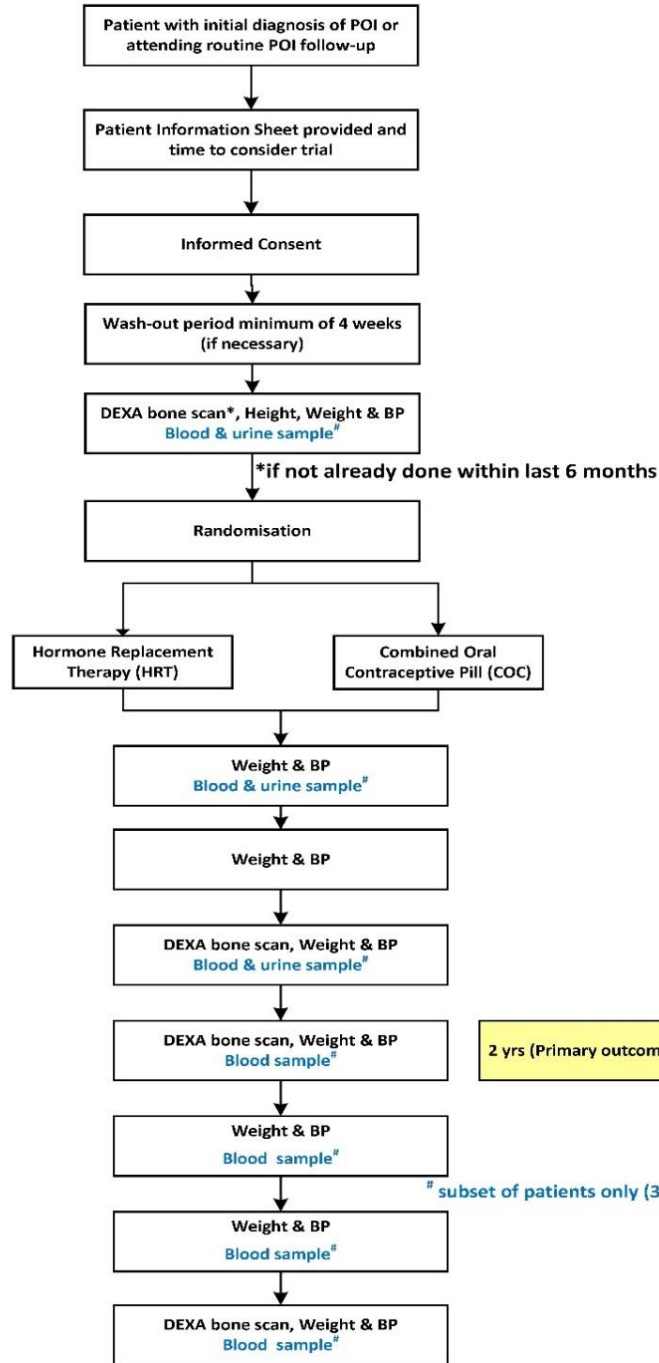 Patient with initial diagnosis of POI or
attending routine POI follow-up
Patient Information Sheet provided and
time to consider trial
Informed Consent
Wash-out period minimum of 4 weeks
(if necessary)
DEXA bone scan*, Height, Weight & BP
Blood & urine sample#
*if not already done within last 6 months
Randomisation
Hormone Replacement
Therapy (HRT)
Combined Oral
Contraceptive Pill (COC)
Weight & BP
Blood & urine sample#
Weight & BP
DEXA bone scan, Weight & BP
Blood & urine sample#
DEXA bone scan, Weight & BP
Blood sample#
2 yrs (Primary
Weight & BP
Blood sample#
# subset of patients only
Weight & BP
Blood sample#
DEXA bone scan, Weight & BP
Blood sample#